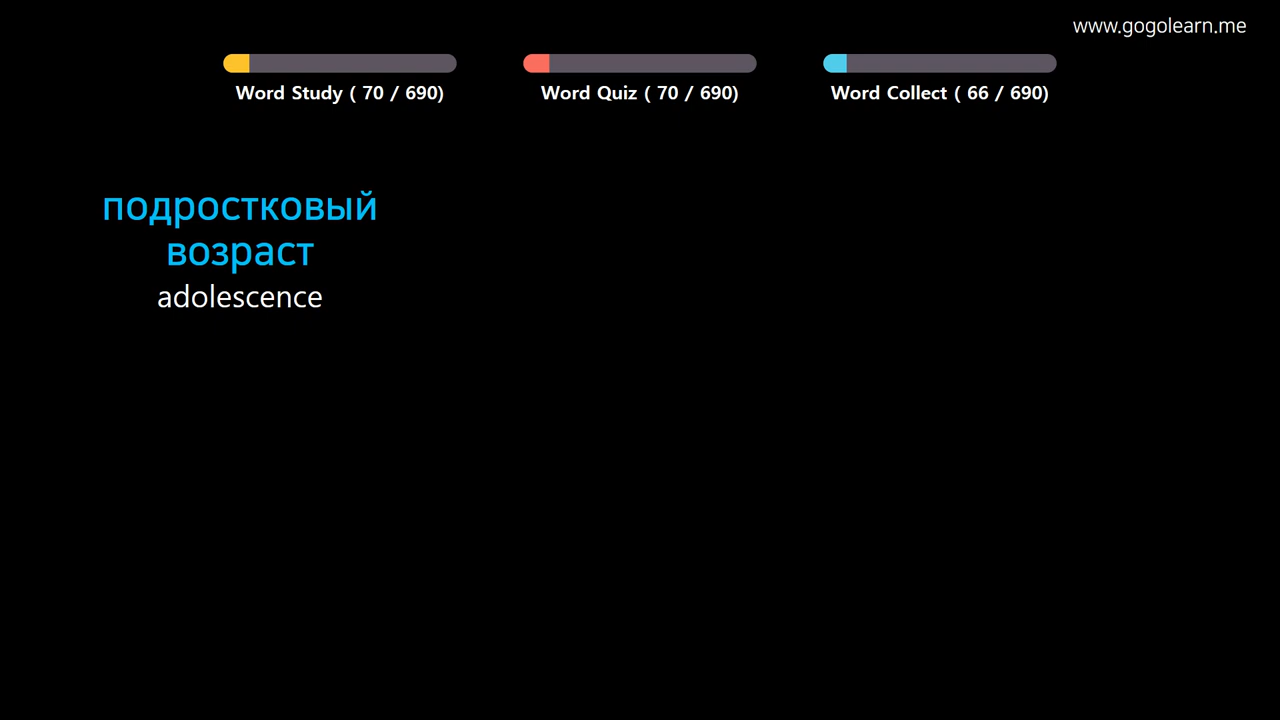 www.gogolearn.me
Word Study ( 70 / 690)
Word Quiz ( 70 / 690)
Word Collect ( 66 / 690)
подростковый
возраст
adolescence